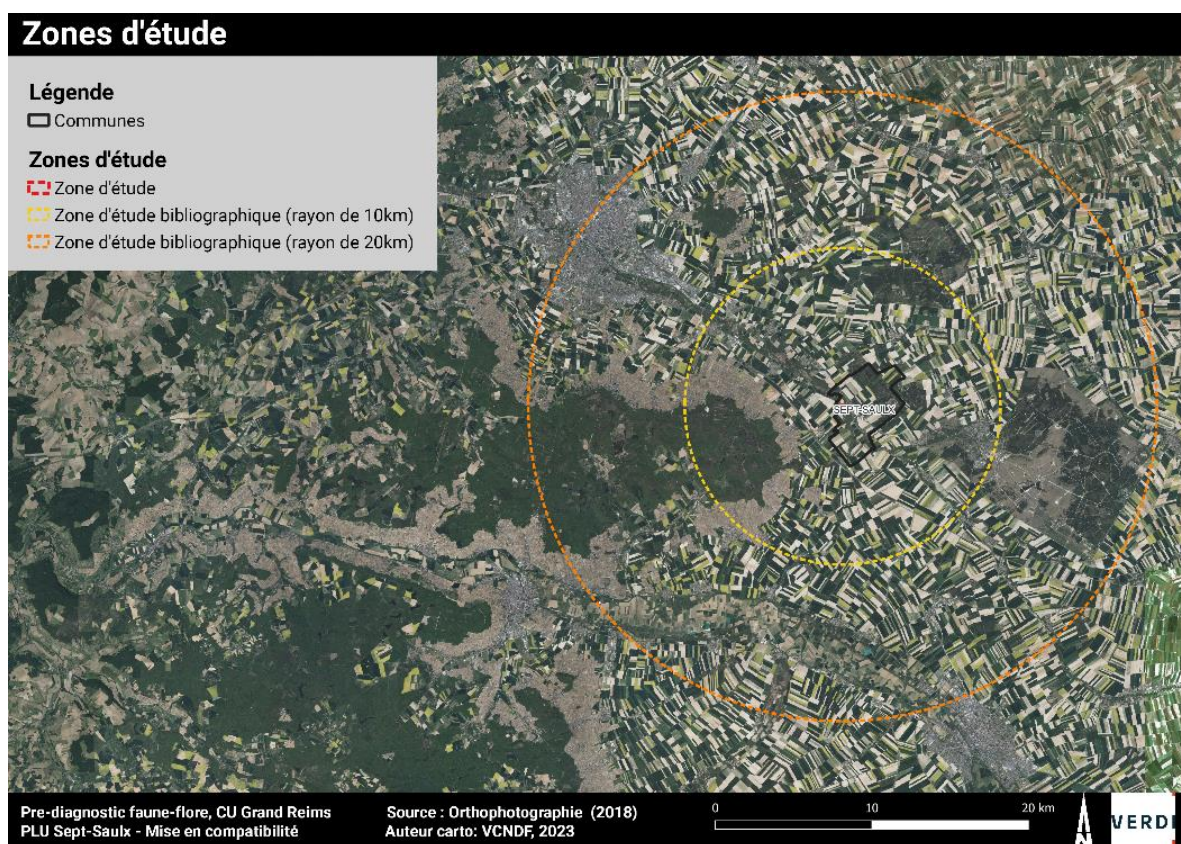 Zones d'étude
Légende
Communes
Zones d'étude
Zone d'étude
Zone d'étude bibliographique (rayon de 10km)
Zone d'étude bibliographique (rayon de 20km)
SEPT-SAULX
Pre-diagnostic faune-flore, CU Grand Reims
PLU Sept-Saulx - Mise en compatibilité
Source : Orthophotographie (2018)
Auteur carto: VCNDF, 2023
0 10 20 km
N
VERDI